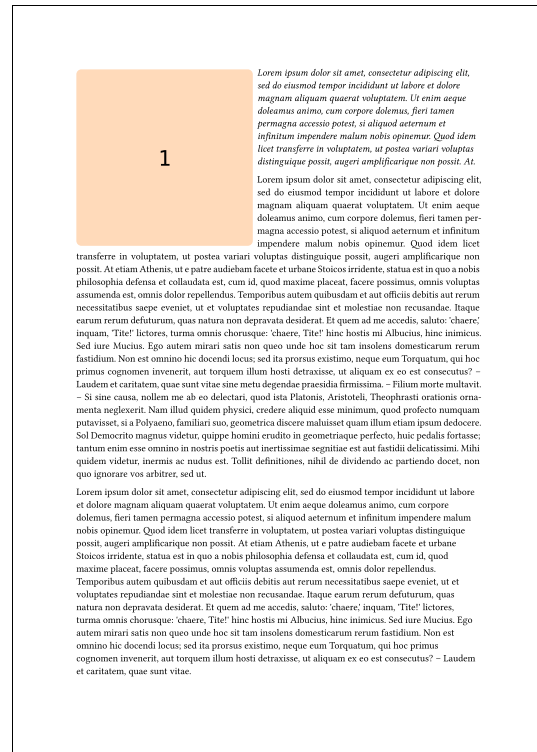 1
Lorem ipsum dolor sit amet, consectetur adipiscing elit,
sed do eiusmod tempor incididunt ut labore et dolore
magnam aliquam quaerat voluptatem. Ut enim aeque
doleamus animo, cum corpore dolemus, fieri tamen
permagna accessio potest, si aliquod aeternum et
infinitum impendere malum nobis opinemur. Quod idem
licet transferre in voluptatem, ut postea variari voluptas
distinguique possit, augeri amplificarique non possit. At.
Lorem ipsum dolor sit amet, consectetur adipiscing elit,
sed do eiusmod tempor incididunt ut labore et dolore
magnam aliquam quaerat voluptatem. Ut enim aeque
doleamus animo, cum corpore dolemus, fieri tamen per-
magna accessio potest, si aliquod aeternum et infinitum
impendere malum nobis opinemur. Quod idem licet
transferre in voluptatem, ut postea variari voluptas distinguique possit, augeri amplificarique non
possit. At etiam Athenis, ut e patre audiebam facete et urbane Stoicos irridente, statua est in quo a nobis
philosophia defensa et collaudata est, cum id, quod maxime placeat, facere possimus, omnis voluptas
assumenda est, omnis dolor repellendus. Temporibus autem quibusdam et aut officiis debitis aut rerum
necessitatibus saepe eveniet, ut et voluptates repudiandae sint et molestiae non recusandae. Itaque
earum rerum defuturum, quas natura non depravata desiderat. Et quem ad me accedis, saluto: 'chaere,'
inquam, 'Tite!' lictores, turma omnis chorusque: 'chaere, Tite!' hinc hostis mi Albucius, hinc inimicus.
Sed iure Mucius. Ego autem mirari satis non queo unde hoc sit tam insolens domesticarum rerum
fastidium. Non est omnino hic docendi locus; sed ita prorsus existimo, neque eum Torquatum, qui hoc
primus cognomen invenerit, aut torquem illum hosti detraxisse, ut aliquam ex eo est consecutus? –
Laudem et caritatem, quae sunt vitae sine metu degendae praesidia firmissima. – Filium morte multavit.
– Si sine causa, nollem me ab eo delectari, quod ista Platonis, Aristoteli, Theophrasti orationis orna-
menta neglexerit. Nam illud quidem physici, credere aliquid esse minimum, quod profecto numquam
putavisset, si a Polyaeno, familiari suo, geometrica discere maluisset quam illum etiam ipsum dedocere.
Sol Democrito magnus videtur, quippe homini erudito in geometriaque perfecto, huic pedalis fortasse;
tantum enim esse omnino in nostris poetis aut inertissimae segnitiae est aut fastidii delicatissimi. Mihi
quidem videtur, inermis ac nudus est. Tollit definitiones, nihil de dividendo ac partiendo docet, non
quo ignorare vos arbitrer, sed ut.
Lorem ipsum dolor sit amet, consectetur adipiscing elit, sed do eiusmod tempor incididunt ut labore
et dolore magnam aliquam quaerat voluptatem. Ut enim aeque doleamus animo, cum corpore
dolemus, fieri tamen permagna accessio potest, si aliquod aeternum et infinitum impendere malum
nobis opinemur. Quod idem licet transferre in voluptatem, ut postea variari voluptas distinguique
possit, augeri amplificarique non possit. At etiam Athenis, ut e patre audiebam facete et urbane
Stoicos irridente, statua est in quo a nobis philosophia defensa et collaudata est, cum id, quod
maxime placeat, facere possimus, omnis voluptas assumenda est, omnis dolor repellendus.
Temporibus autem quibusdam et aut officiis debitis aut rerum necessitatibus saepe eveniet, ut et
voluptates repudiandae sint et molestiae non recusandae. Itaque earum rerum defuturum, quas
natura non depravata desiderat. Et quem ad me accedis, saluto: 'chaere,' inquam, 'Tite!' lictores,
turma omnis chorusque: 'chaere, Tite!' hinc hostis mi Albucius, hinc inimicus. Sed iure Mucius. Ego
autem mirari satis non queo unde hoc sit tam insolens domesticarum rerum fastidium. Non est
omnino hic docendi locus; sed ita prorsus existimo, neque eum Torquatum, qui hoc primus
cognomen invenerit, aut torquem illum hosti detraxisse, ut aliquam ex eo est consecutus? – Laudem
et caritatem, quae sunt vitae.